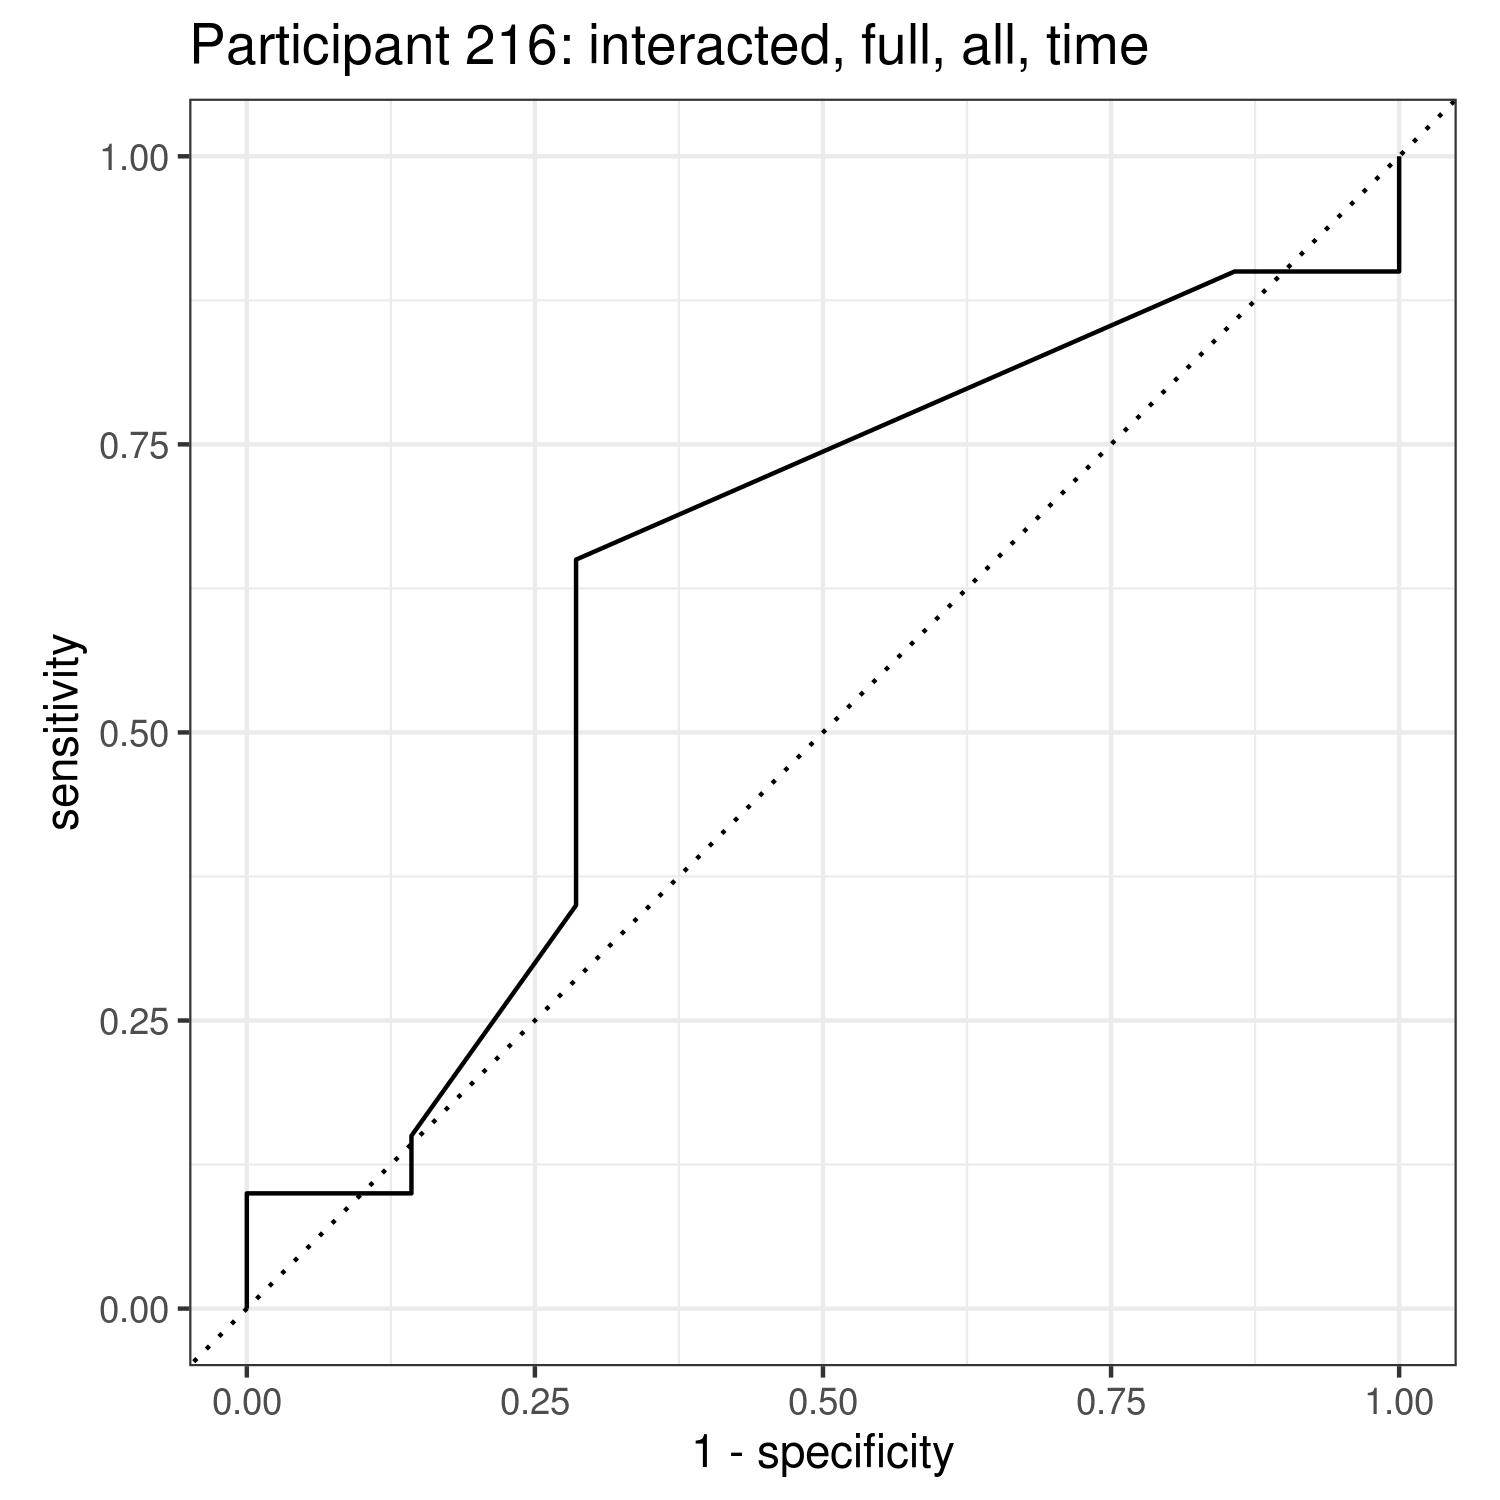 Participant 216: interacted, full, all, time
1.00
0.75
0.50
0.25
0.00
sensitivity
0.00 0.25 0.50 0.75 1.00
1 - specificity